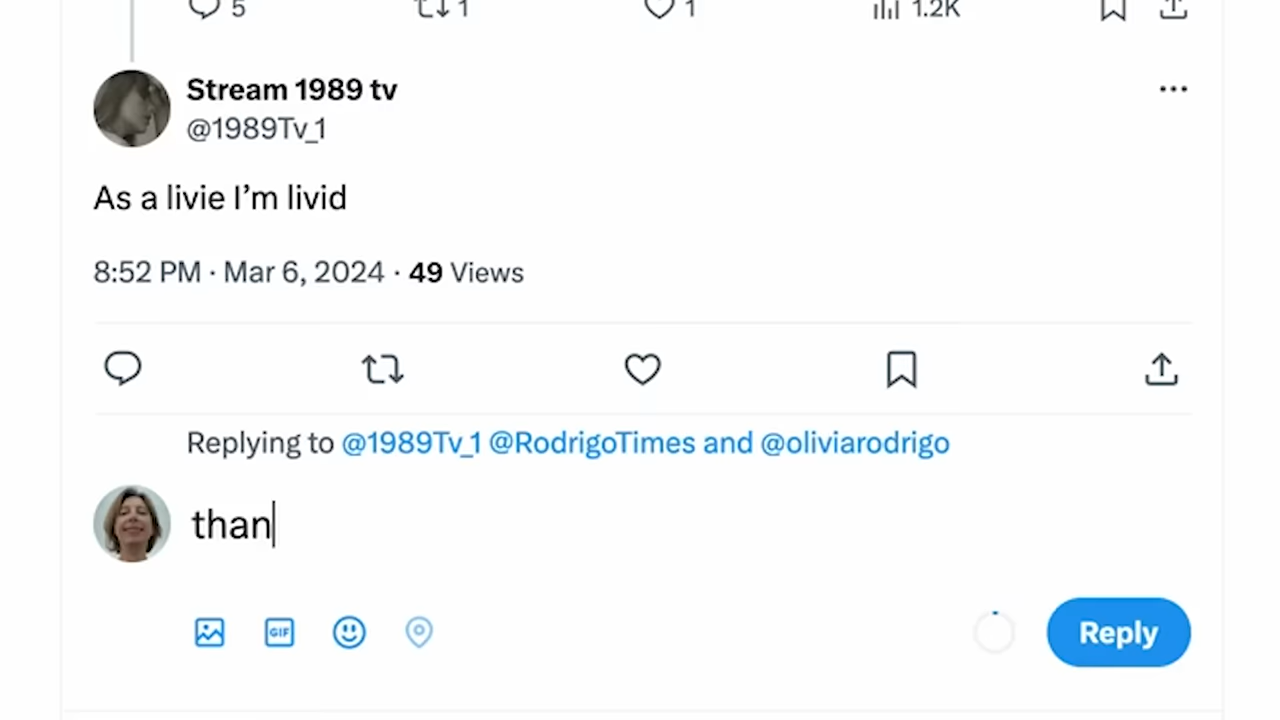 5 1 1 1.2K
Stream 1989 tv
@1989Tv_1
As a livie I’m livid
8:52 PM · Mar 6, 2024 · 49 Views
Replying to @1989Tv_1 @RodrigoTimes and @oliviarodrigo
than
GIF
Reply